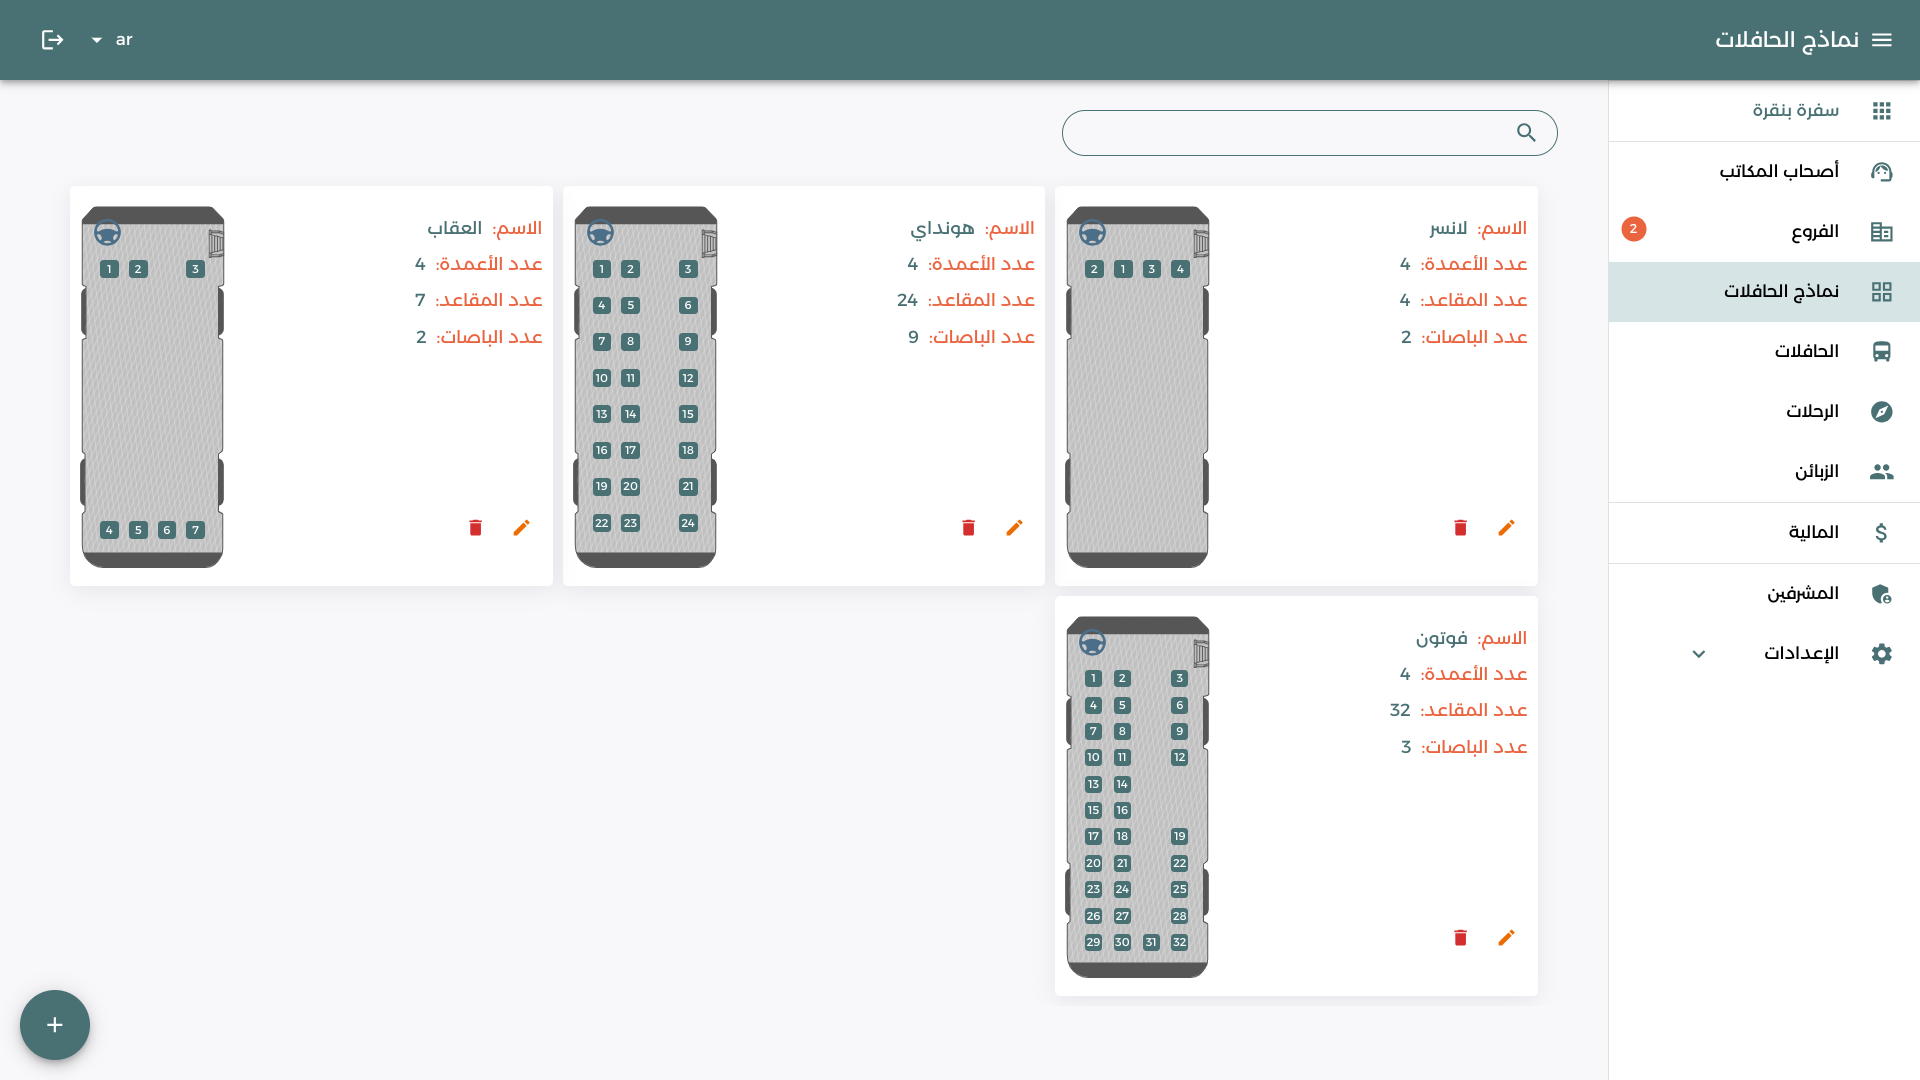 نماذج الحافلات
ar
سفرة بنقرة
أصحاب المكاتب
الفروع
2
نماذج الحافلات
الحافلات
الرحلات
الزبائن
المالية
المشرفين
الإعدادات
الاسم: لانسر
عدد الأعمدة: 4
عدد المقاعد: 4
عدد الباصات: 2
2 1 3 4
الاسم: هونداي
عدد الأعمدة: 4
عدد المقاعد: 24
عدد الباصات: 9
1 2 3
4 5 6
7 8 9
10 11 12
13 14 15
16 17 18
19 20 21
22 23 24
الاسم: العقاب
عدد الأعمدة: 4
عدد المقاعد: 7
عدد الباصات: 2
1 2 3
4 5 6 7
الاسم: فوتون
عدد الأعمدة: 4
عدد المقاعد: 32
عدد الباصات: 3
1 2 3
4 5 6
7 8 9
10 11 12
13 14
15 16
17 18 19
20 21 22
23 24 25
26 27 28
29 30 31 32